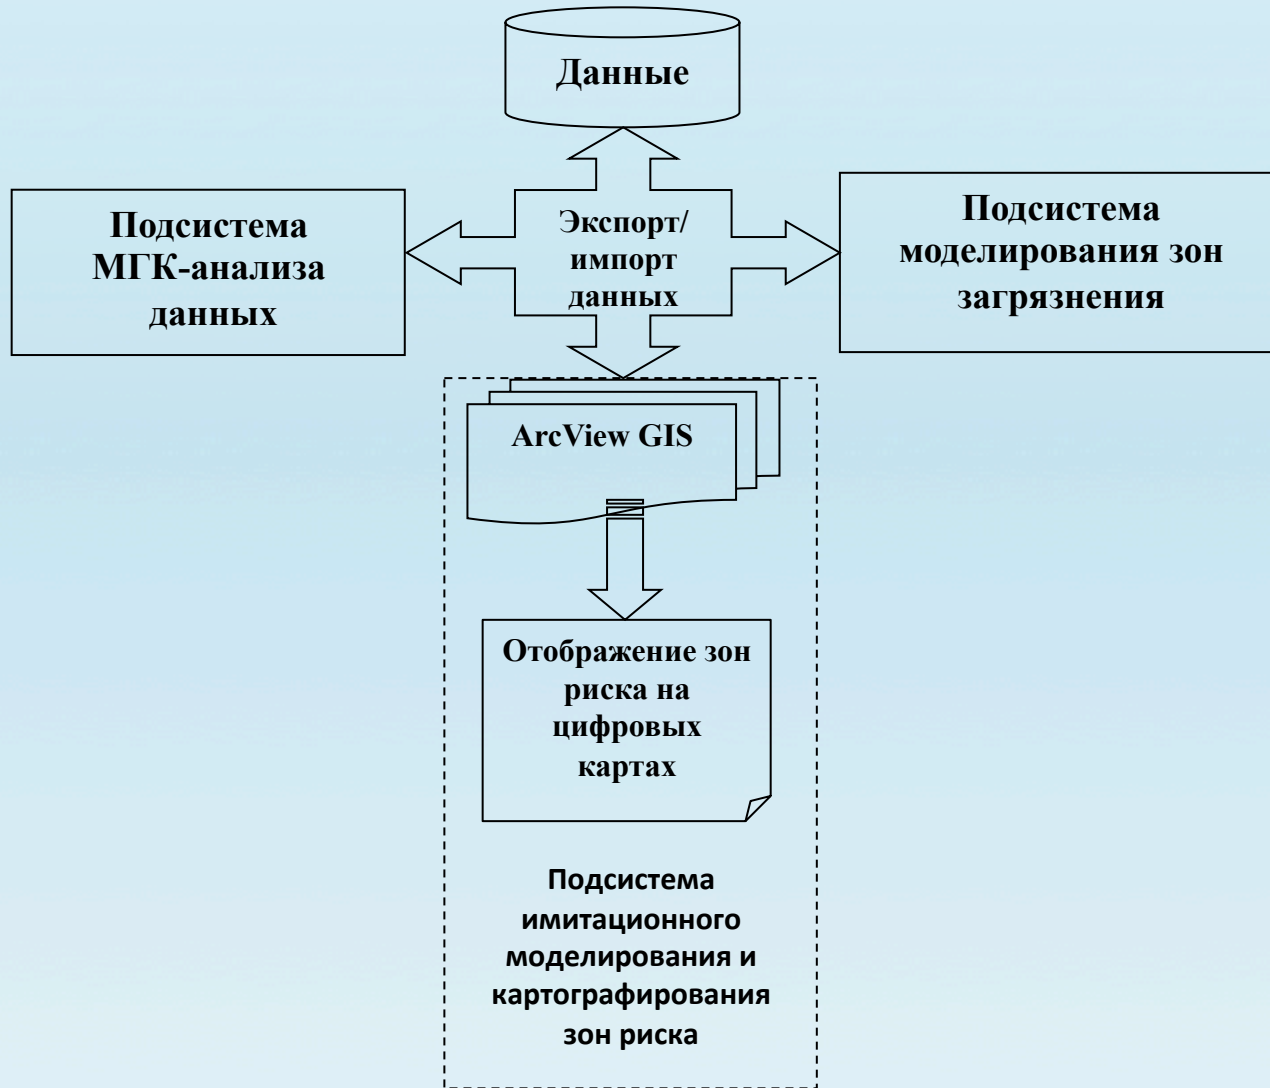 Данные
Подсистема
МГК-анализа
данных
Экспорт/
импорт
данных
Подсистема
моделирования зон
загрязнения
ArcView GIS
Отображение зон
риска на
цифровых
картах
Подсистема
имитационного
моделирования и
картографирования
зон риска